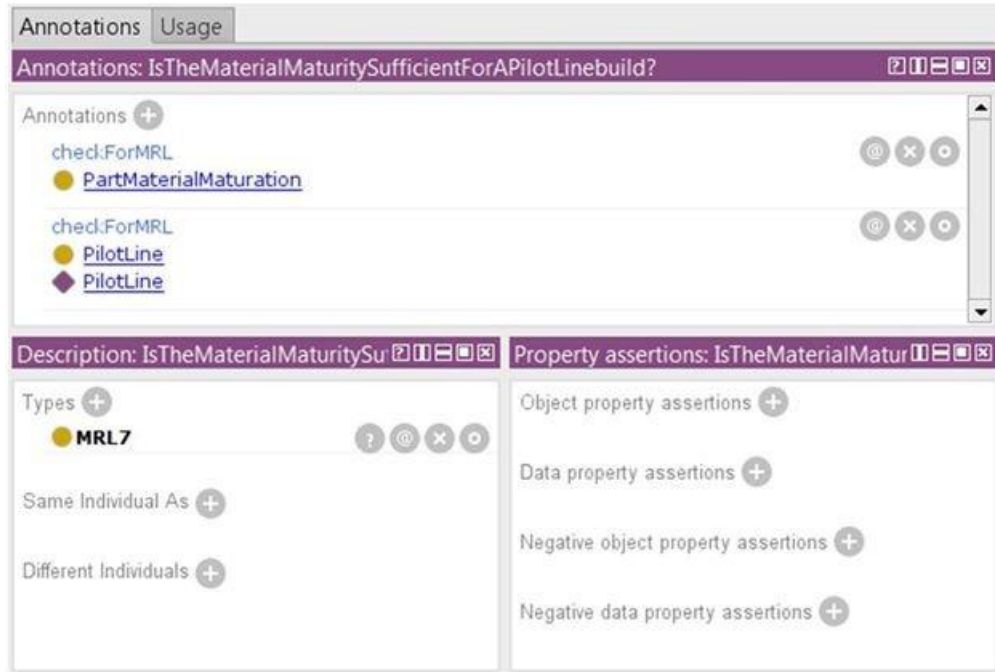 Annotations Usage
Annotations: IsTheMaterialMaturitySufficientForAPilotLinebuild?
Annotations
check:ForMRL
PartMaterialMaturation
check:ForMRL
PilotLine
PilotLine
Description: IsTheMaterialMaturitySu
Types
MRL7
Same Individual As
Different Individuals
Property assertions: IsTheMaterialMatur
Object property assertions
Data property assertions
Negative object property assertions
Negative data property assertions